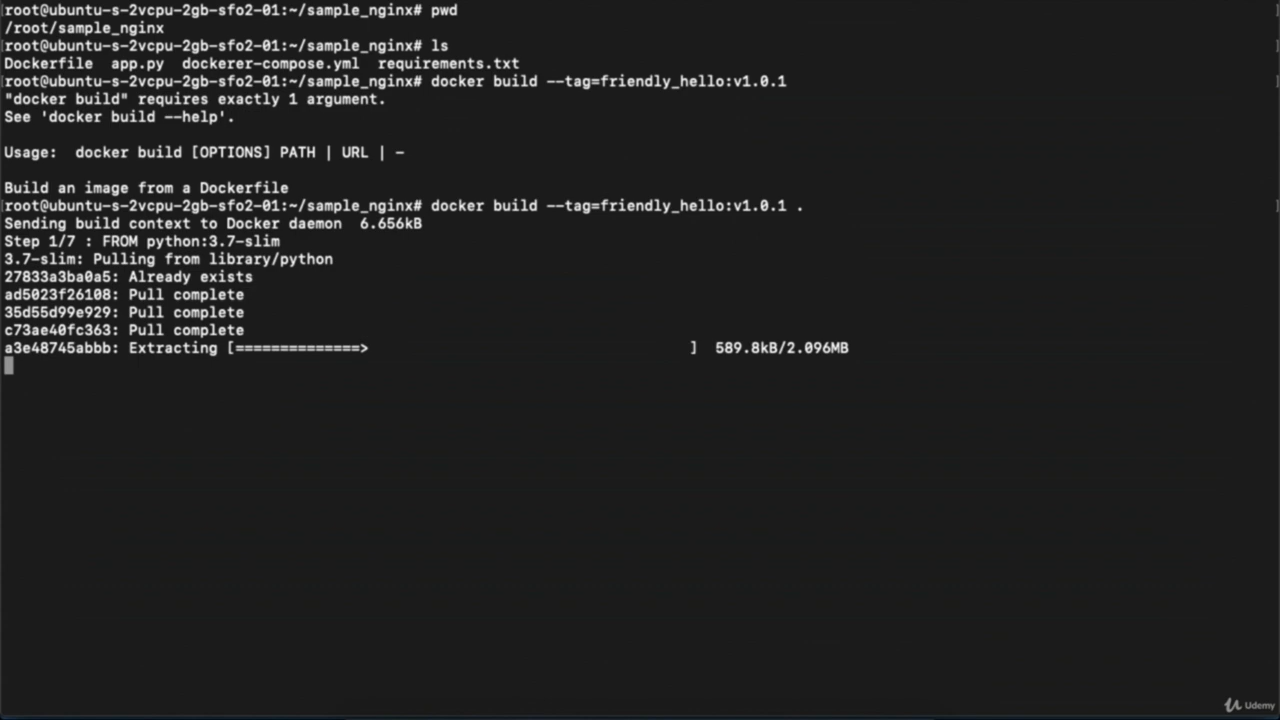 [root@ubuntu-s-2vcpu-2gb-sfo2-01:~/sample_nginx# pwd
/root/sample_nginx
[root@ubuntu-s-2vcpu-2gb-sfo2-01:~/sample_nginx# ls
Dockerfile  app.py  dockerer-compose.yml  requirements.txt
[root@ubuntu-s-2vcpu-2gb-sfo2-01:~/sample_nginx# docker build --tag=friendly_hello:v1.0.1
"docker build" requires exactly 1 argument.
See 'docker build --help'.
Usage:  docker build [OPTIONS] PATH | URL | -
Build an image from a Dockerfile
[root@ubuntu-s-2vcpu-2gb-sfo2-01:~/sample_nginx# docker build --tag=friendly_hello:v1.0.1 .
Sending build context to Docker daemon  6.656kB
Step 1/7 : FROM python:3.7-slim
3.7-slim: Pulling from library/python
27833a3ba0a5: Already exists
ad5023f26108: Pull complete
35d55d99e929: Pull complete
c73ae40fc363: Pull complete
a3e48745abbb: Extracting [==============>                                    ]  589.8kB/2.096MB
Udemy